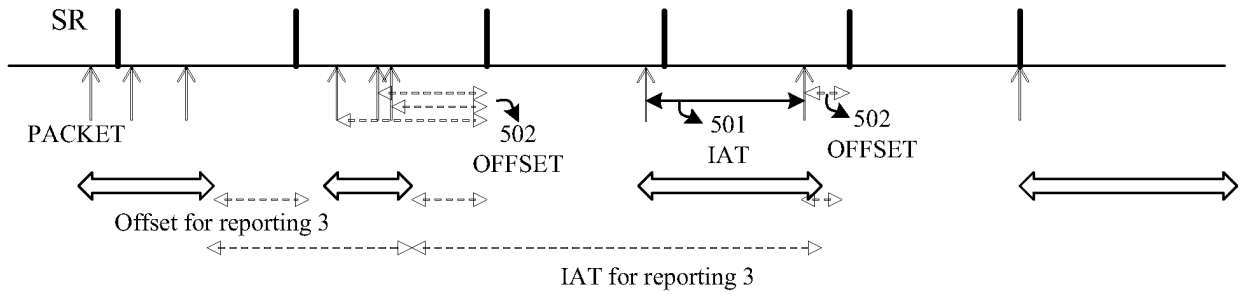 SR
PACKET
502
OFFSET
501
IAT
502
OFFSET
Offset for reporting 3
IAT for reporting 3